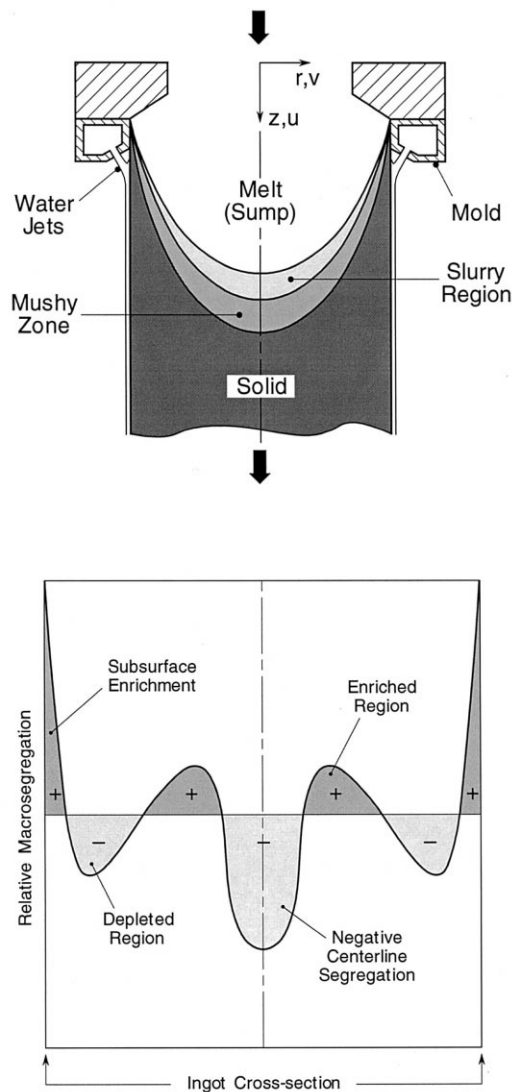 r,v
z,u
Melt
(Sump)
Water
Jets
Mold
Slurry
Region
Mushy
Zone
Solid
Subsurface
Enrichment
Enriched
Region
Relative Macrosegregation
+
+
+
+
−
−
−
Depleted
Region
Negative
Centerline
Segregation
Ingot Cross-section